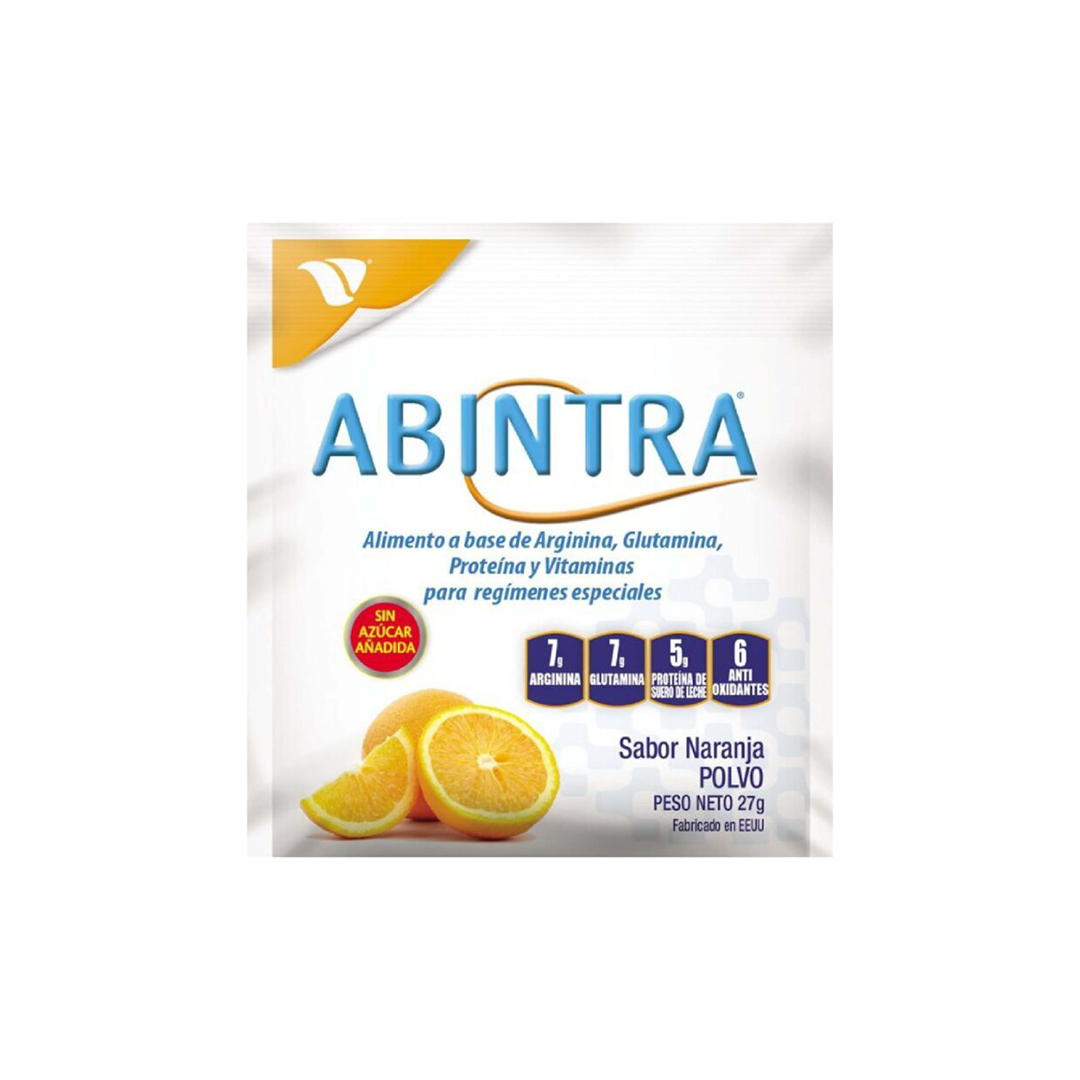 ABINTRA®
Alimento a base de Arginina, Glutamina,
Proteína y Vitaminas
para regímenes especiales
SIN
AZÚCAR
AÑADIDA
7g
ARGININA
7g
GLUTAMINA
5g
PROTEÍNA DE
SUERO DE LECHE
6
ANTI
OXIDANTES
Sabor Naranja
POLVO
PESO NETO 27g
Fabricado en EEUU